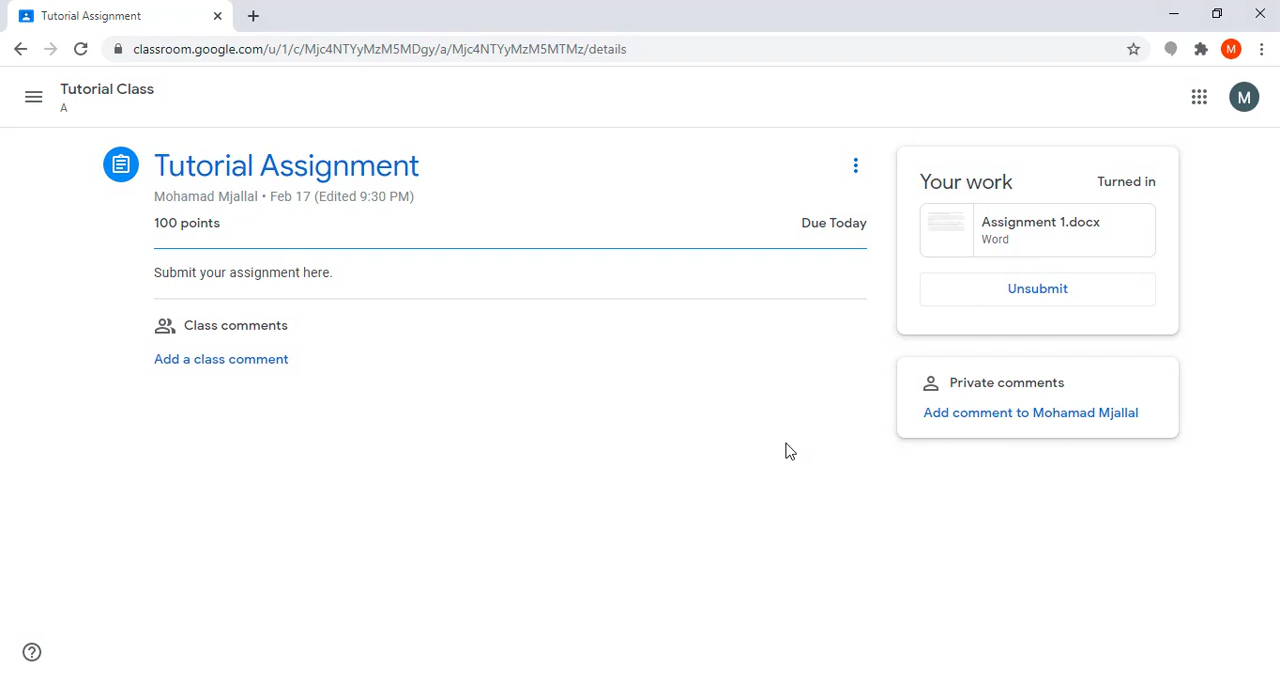 Tutorial Assignment
classroom.google.com/u/1/c/Mjc4NTYyMzM5MDgy/a/Mjc4NTYyMzM5MTMz/details
M
Tutorial Class
A
M
Tutorial Assignment
Mohamad Mjallal • Feb 17 (Edited 9:30 PM)
100 points
Due Today
Submit your assignment here.
Class comments
Add a class comment
Your work
Turned in
Assignment 1.docx
Word
Unsubmit
Private comments
Add comment to Mohamad Mjallal